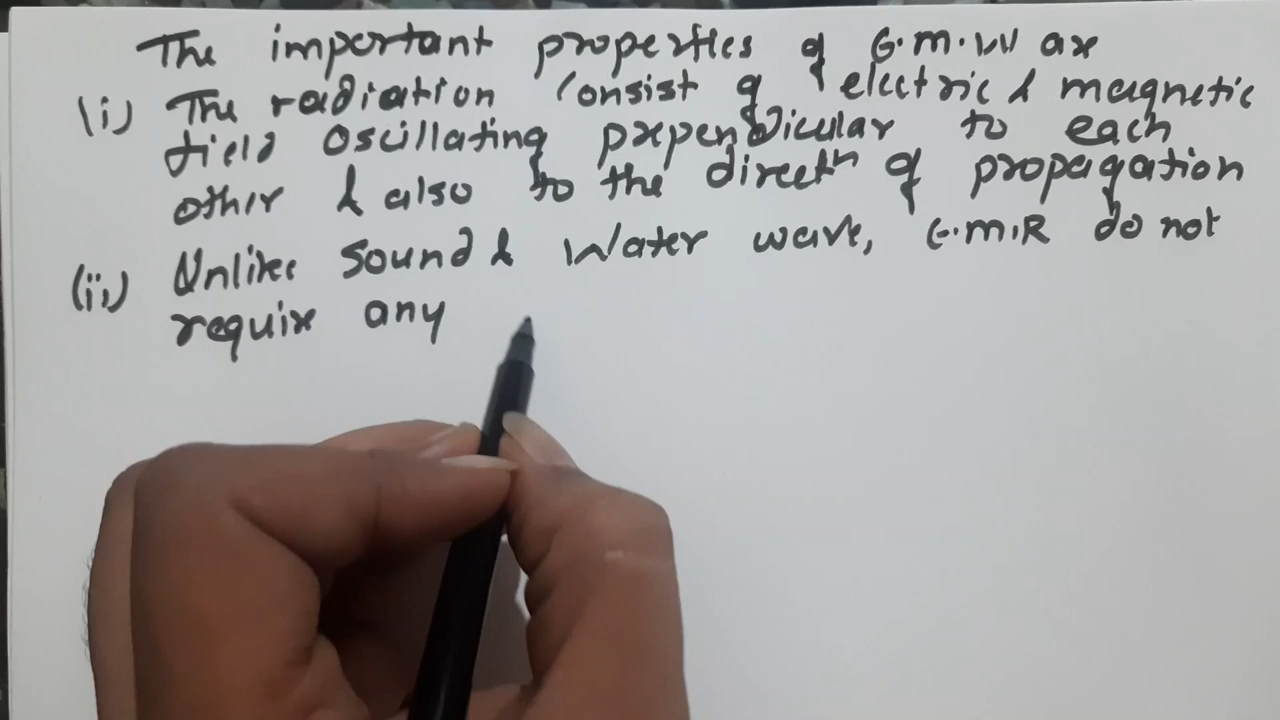 The important properties of E.M.W are
(i) The radiation consist of electric & magnetic
field oscillating perpendicular to each
other & also to the directn of propagation
(ii) Unlike sound & Water wave, E.M.R do not
require any